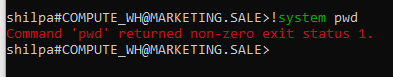 shilpa#COMPUTE_WH@MARKETING.SALE>!system pwd
Command 'pwd' returned non-zero exit status 1.
shilpa#COMPUTE_WH@MARKETING.SALE>